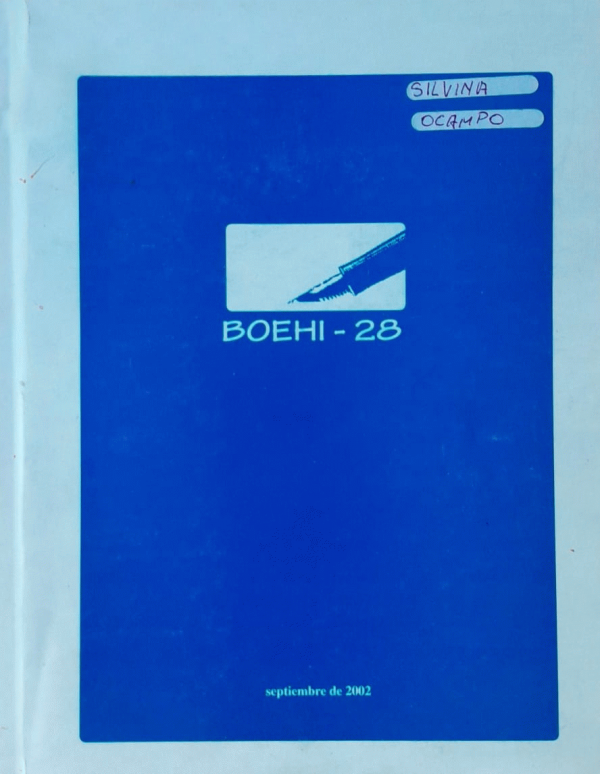 SILVINA
OCAMPO
BOEHI - 28
septiembre de 2002